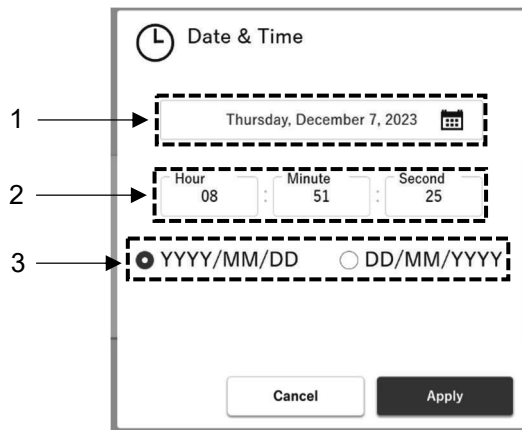 Date & Time
1
Thursday, December 7, 2023
2
Hour Minute Second
08 : 51 : 25
3
YYYY/MM/DD DD/MM/YYYY
Cancel Apply